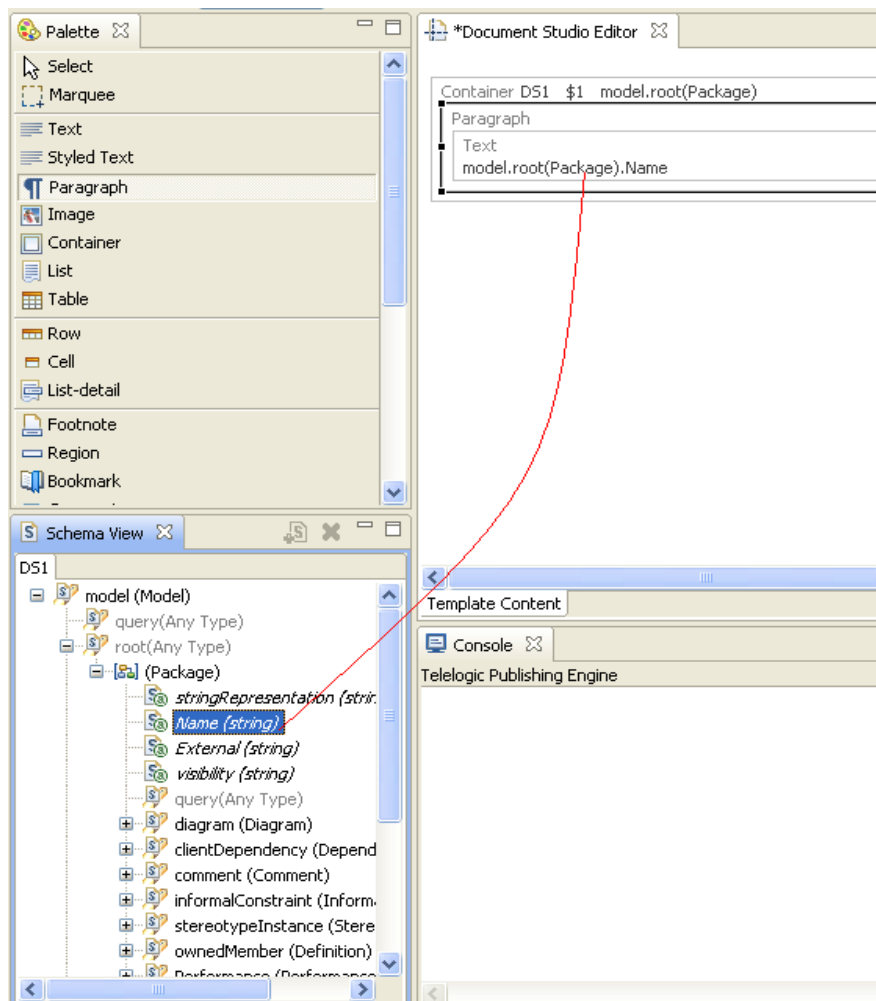 Palette
Select
Marquee
Text
Styled Text
Paragraph
Image
Container
List
Table
Row
Cell
List-detail
Footnote
Region
Bookmark
*Document Studio Editor
Container DS1 $1 model.root(Package)
Paragraph
Text
model.root(Package).Name
Template Content
Schema View
DS1
model (Model)
query(Any Type)
root(Any Type)
(Package)
stringRepresentation (strin
Name (string)
External (string)
visibility (string)
query(Any Type)
diagram (Diagram)
clientDependency (Depend
comment (Comment)
informalConstraint (Inform
stereotypeInstance (Stere
ownedMember (Definition)
Performance (Performance
Console
Telelogic Publishing Engine